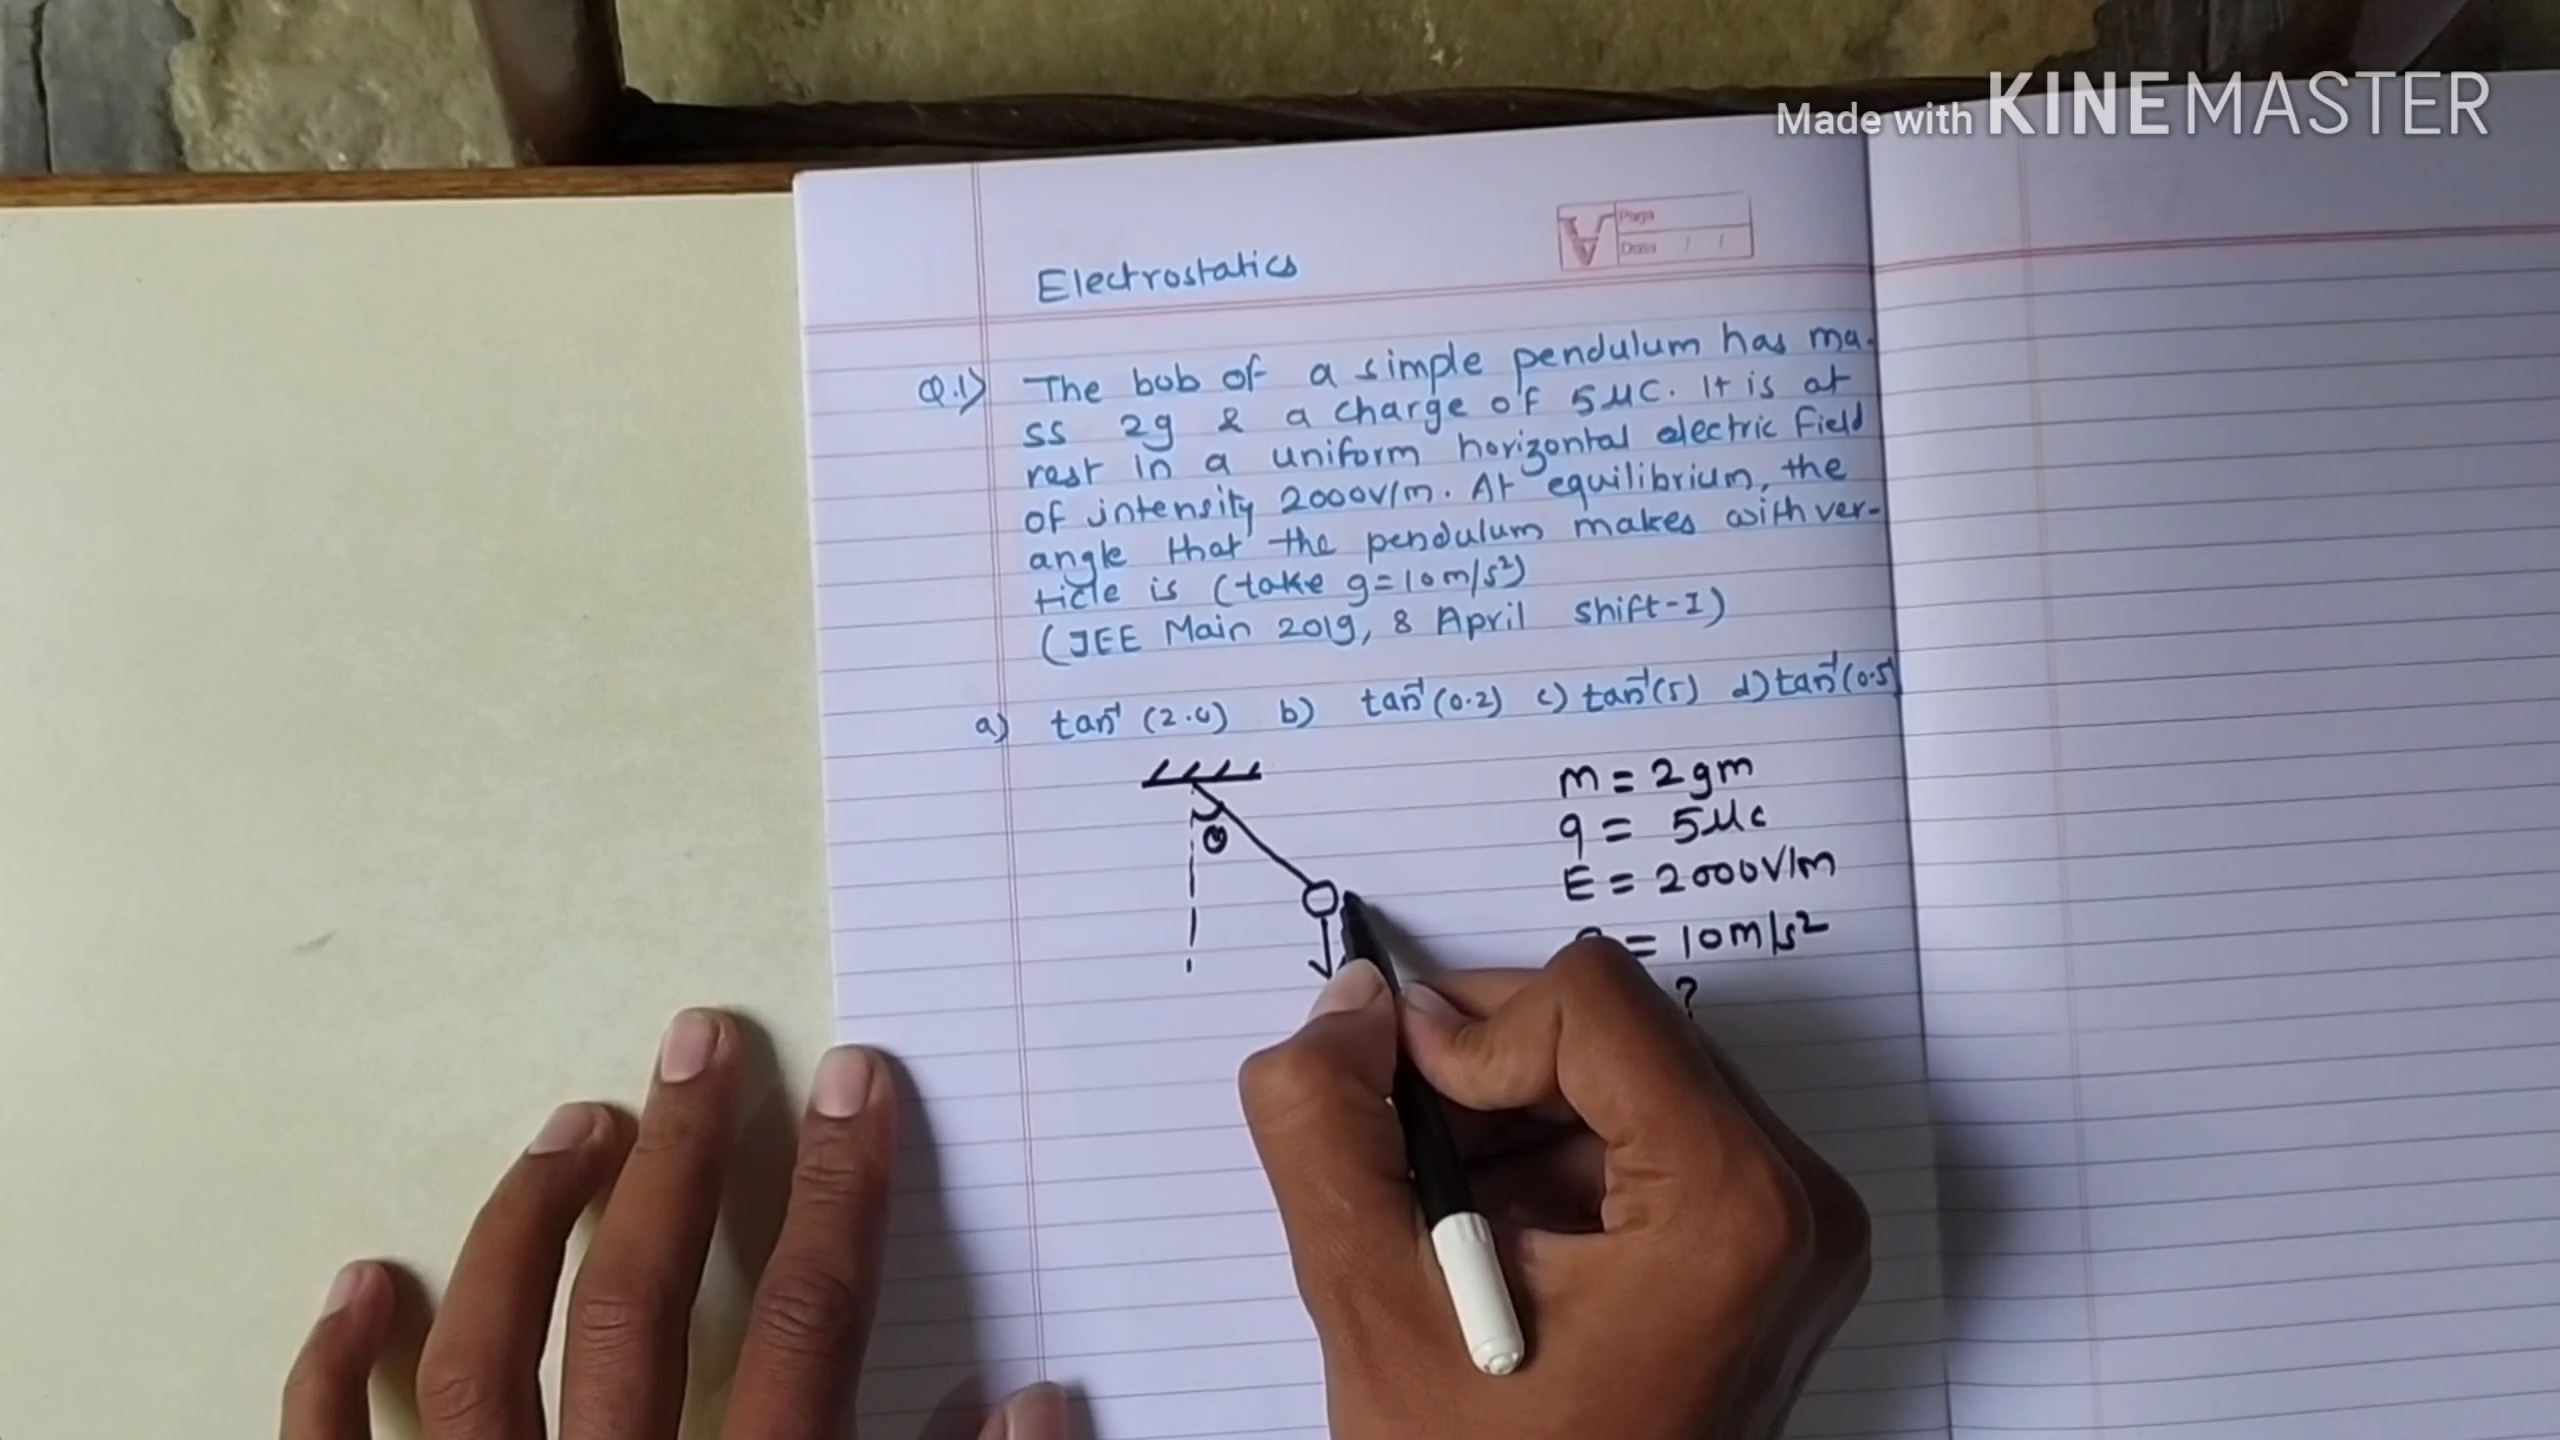 Made with KINEMASTER
Page
Date / /
Electrostatics
Q.1) The bob of a simple pendulum has ma-
ss 2g & a charge of 5μC. It is at
rest in a uniform horizontal electric field
of intensity 2000V/m. At equilibrium, the
angle that the pendulum makes with ver-
ticle is (take g=10m/s²)
(JEE Main 2019, 8 April shift-I)
a) tan⁻¹ (2.0) b) tan⁻¹(0.2) c) tan⁻¹(5) d) tan⁻¹(0.5)
m = 2gm
θ
q = 5μc
E = 2000V/m
= 10m/s²
?